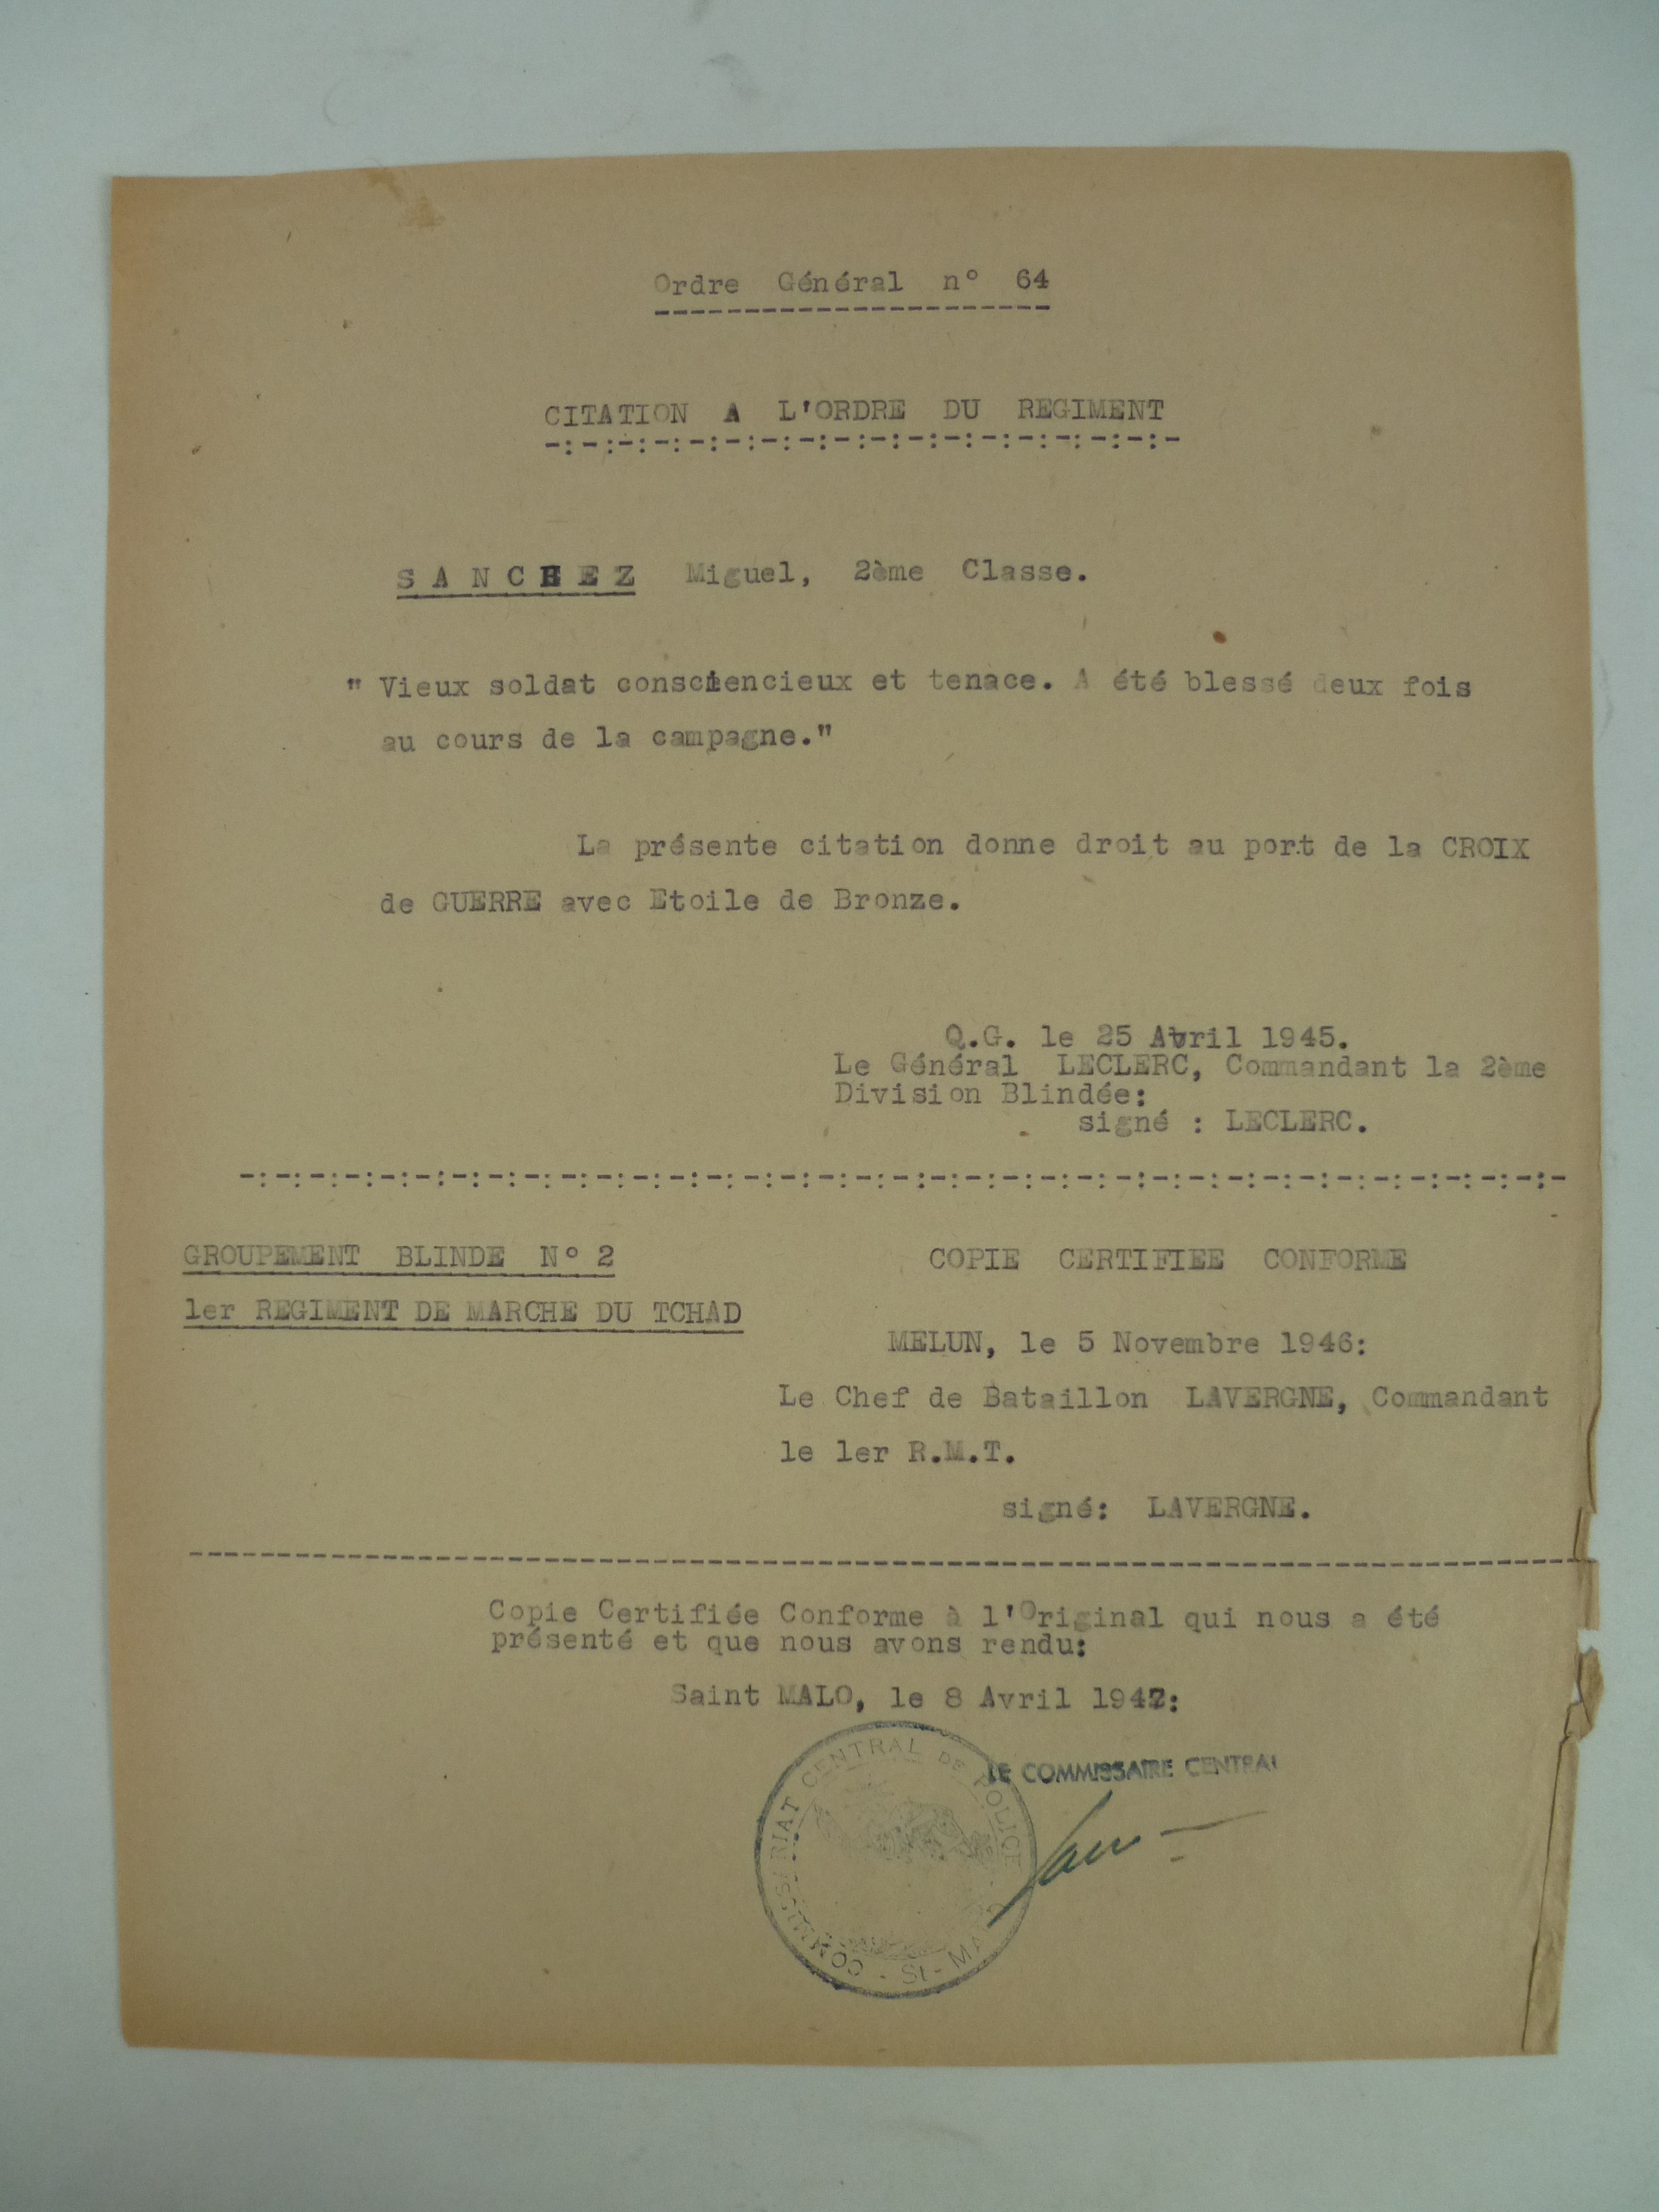 Ordre Général n° 64
CITATION A L'ORDRE DU REGIMENT
SANCHEZ Miguel, 2ème Classe.
" Vieux soldat consciencieux et tenace. A été blessé deux fois
au cours de la campagne."
La présente citation donne droit au port de la CROIX
de GUERRE avec Etoile de Bronze.
Q.G. le 25 Avril 1945.
Le Général LECLERC, Commandant la 2ème
Division Blindée:
signé : LECLERC.
GROUPEMENT BLINDE N° 2
1er REGIMENT DE MARCHE DU TCHAD
COPIE CERTIFIEE CONFORME
MELUN, le 5 Novembre 1946:
Le Chef de Bataillon LAVERGNE, Commandant
le 1er R.M.T.
signé: LAVERGNE.
Copie Certifiée Conforme à l'Original qui nous a été
présenté et que nous avons rendu:
Saint MALO, le 8 Avril 1947:
LE COMMISSAIRE CENTRAL
COMMISSARIAT CENTRAL DE POLICE - St-MALO -